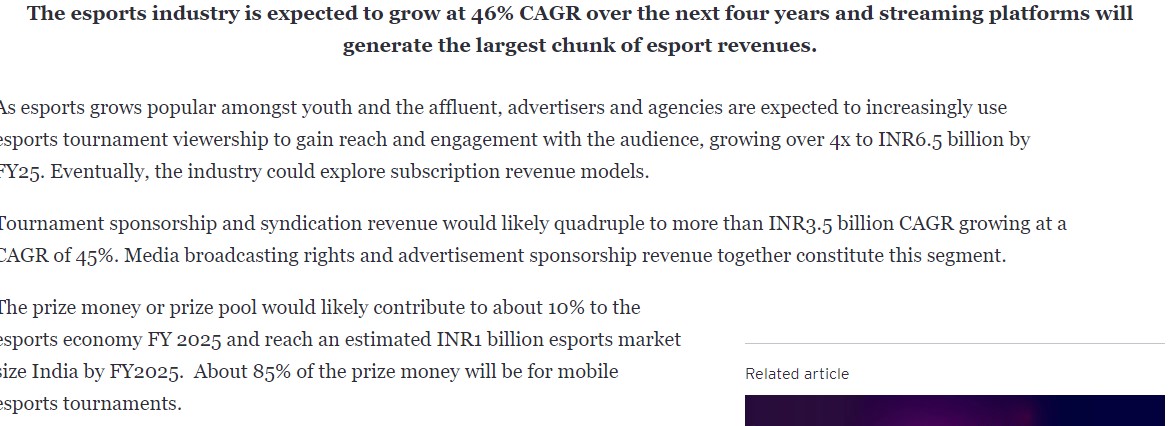 The esports industry is expected to grow at 46% CAGR over the next four years and streaming platforms will
generate the largest chunk of esport revenues.
As esports grows popular amongst youth and the affluent, advertisers and agencies are expected to increasingly use
esports tournament viewership to gain reach and engagement with the audience, growing over 4x to INR6.5 billion by
FY25. Eventually, the industry could explore subscription revenue models.
Tournament sponsorship and syndication revenue would likely quadruple to more than INR3.5 billion CAGR growing at a
CAGR of 45%. Media broadcasting rights and advertisement sponsorship revenue together constitute this segment.
The prize money or prize pool would likely contribute to about 10% to the
esports economy FY 2025 and reach an estimated INR1 billion esports market
size India by FY2025.  About 85% of the prize money will be for mobile
esports tournaments.
Related article